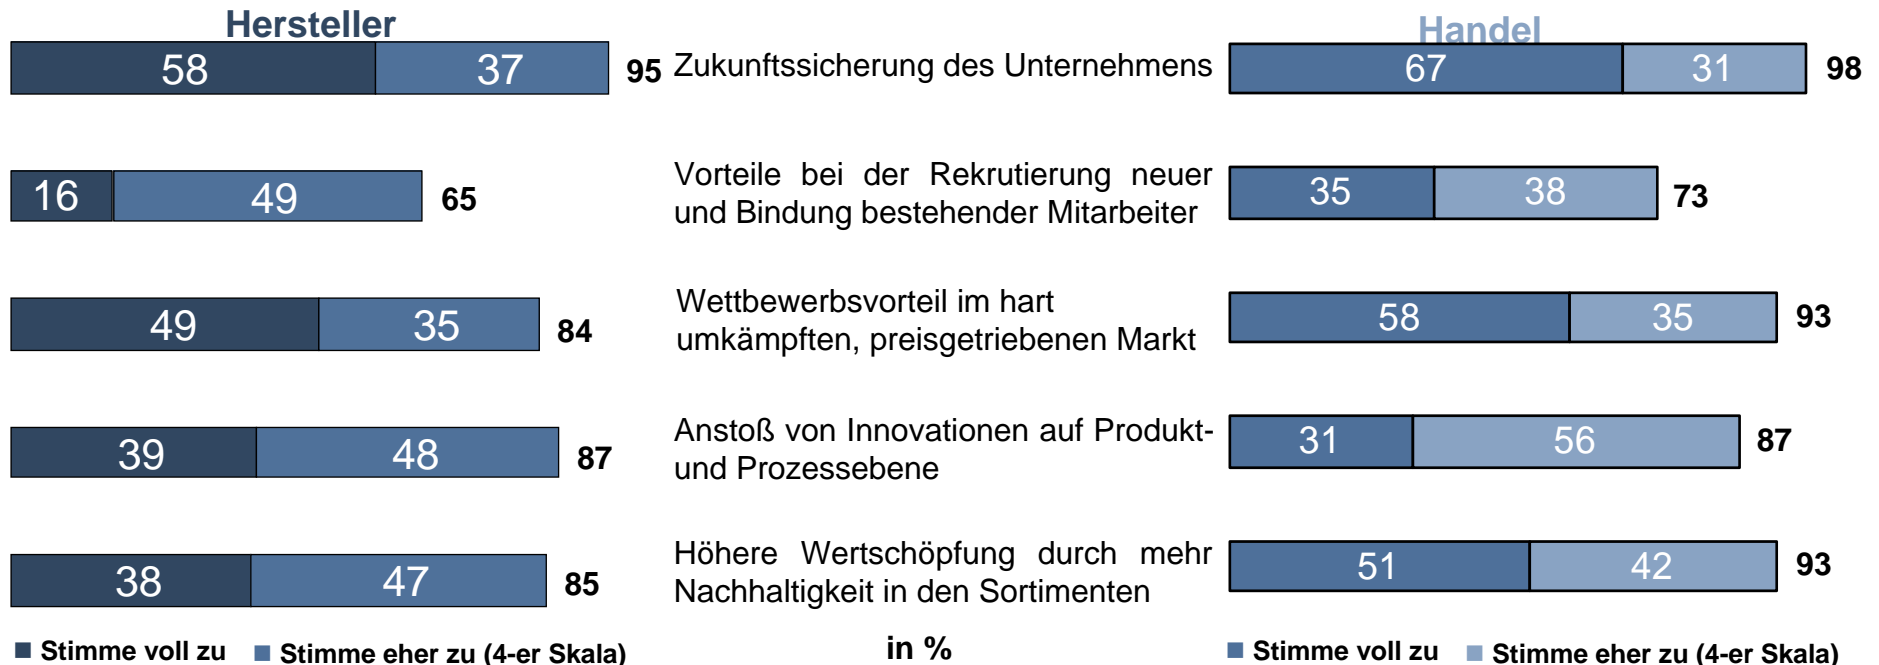 Hersteller
Handel
58 37 95 Zukunftssicherung des Unternehmens 67 31 98
Vorteile bei der Rekrutierung neuer
und Bindung bestehender Mitarbeiter
16 49 65 35 38 73
Wettbewerbsvorteil im hart
umkämpften, preisgetriebenen Markt
49 35 84 58 35 93
Anstoß von Innovationen auf Produkt-
und Prozessebene
39 48 87 31 56 87
Höhere Wertschöpfung durch mehr
Nachhaltigkeit in den Sortimenten
38 47 85 51 42 93
Stimme voll zu Stimme eher zu (4-er Skala) in % Stimme voll zu Stimme eher zu (4-er Skala)